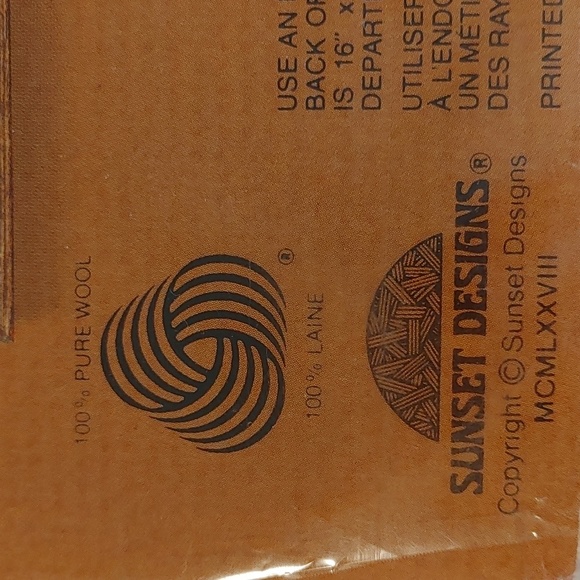 USE AN
BACK OF
IS 16" x
DEPART
UTILISER
À L'ENDO
UN MÉTI
DES RAY
PRINTED
100% PURE WOOL
®
100% LAINE
SUNSET DESIGNS®
Copyright © Sunset Designs
MCMLXXVIII